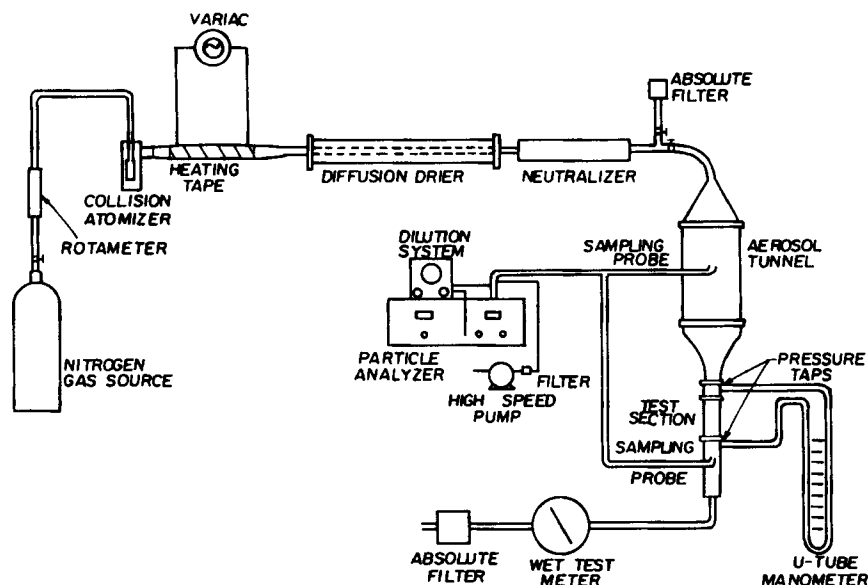 VARIAC
ABSOLUTE
FILTER
HEATING
TAPE
DIFFUSION DRIER
NEUTRALIZER
COLLISION
ATOMIZER
ROTAMETER
DILUTION
SYSTEM
SAMPLING
PROBE
AEROSOL
TUNNEL
NITROGEN
GAS SOURCE
PARTICLE
ANALYZER
FILTER
HIGH SPEED
PUMP
PRESSURE
TAPS
TEST
SECTION
SAMPLING
PROBE
ABSOLUTE
FILTER
WET TEST
METER
U-TUBE
MANOMETER